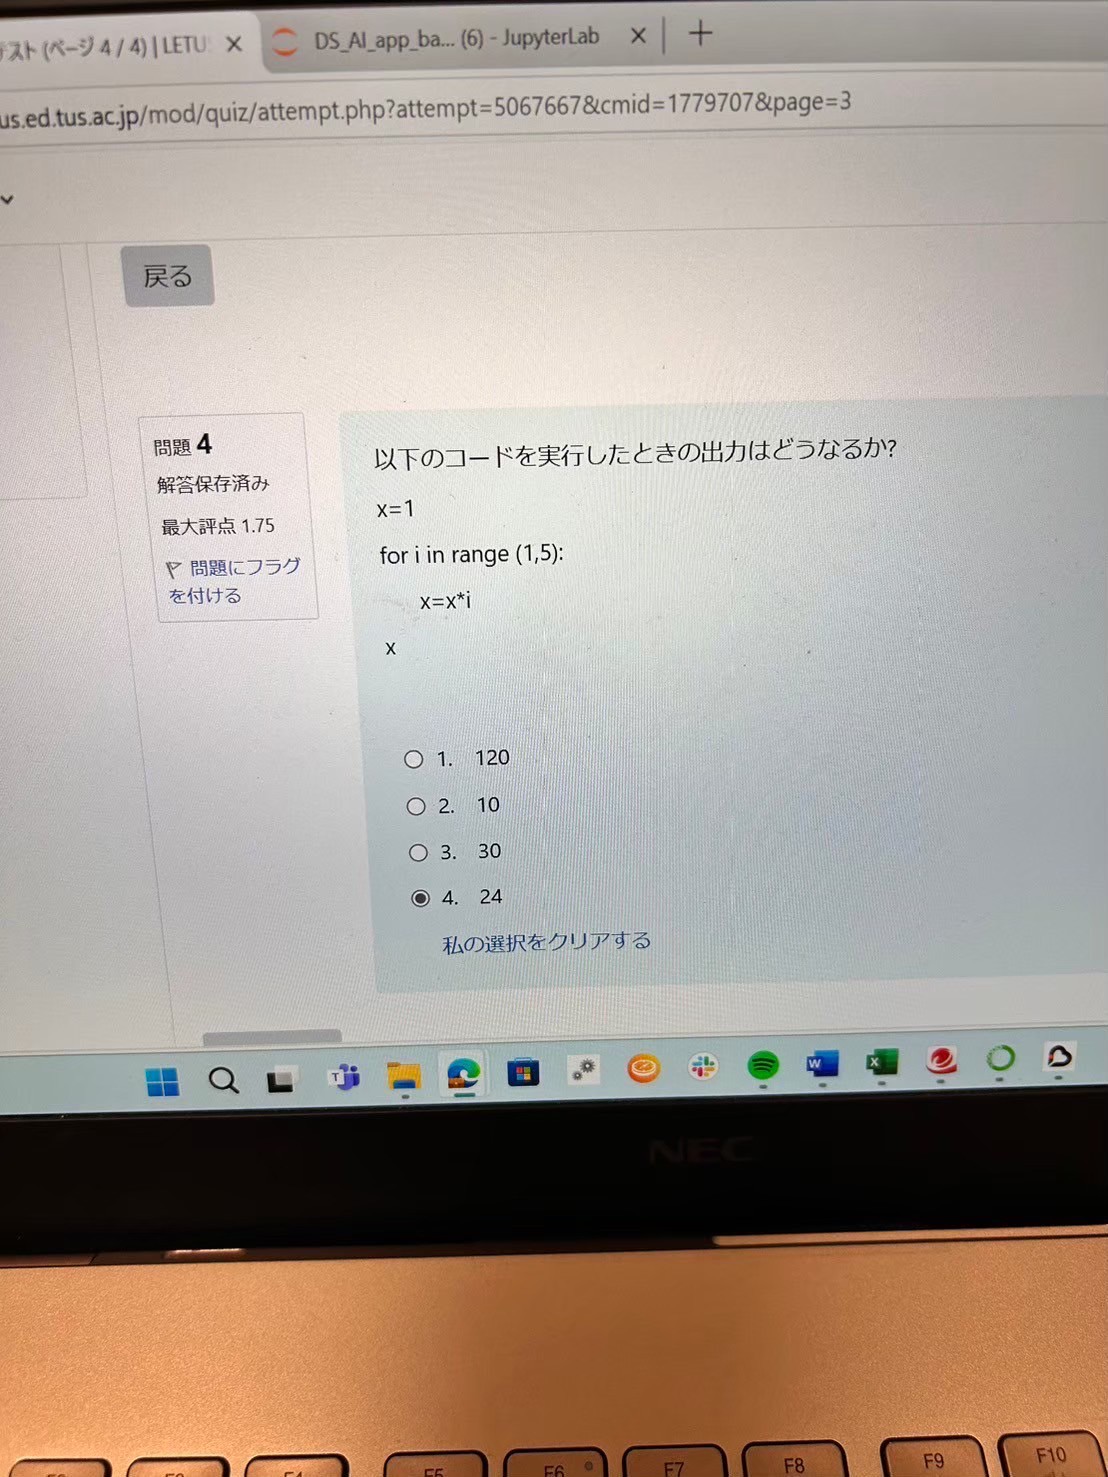 テスト (ページ 4 / 4) | LETU
DS_AI_app_ba... (6) - JupyterLab
us.ed.tus.ac.jp/mod/quiz/attempt.php?attempt=5067667&cmid=1779707&page=3
戻る
問題 4
解答保存済み
最大評点 1.75
問題にフラグ
を付ける
以下のコードを実行したときの出力はどうなるか?
x=1
for i in range (1,5):
x=x*i
x
1. 120
2. 10
3. 30
4. 24
私の選択をクリアする
NEC
F5
F6
F7
F8
F9
F10